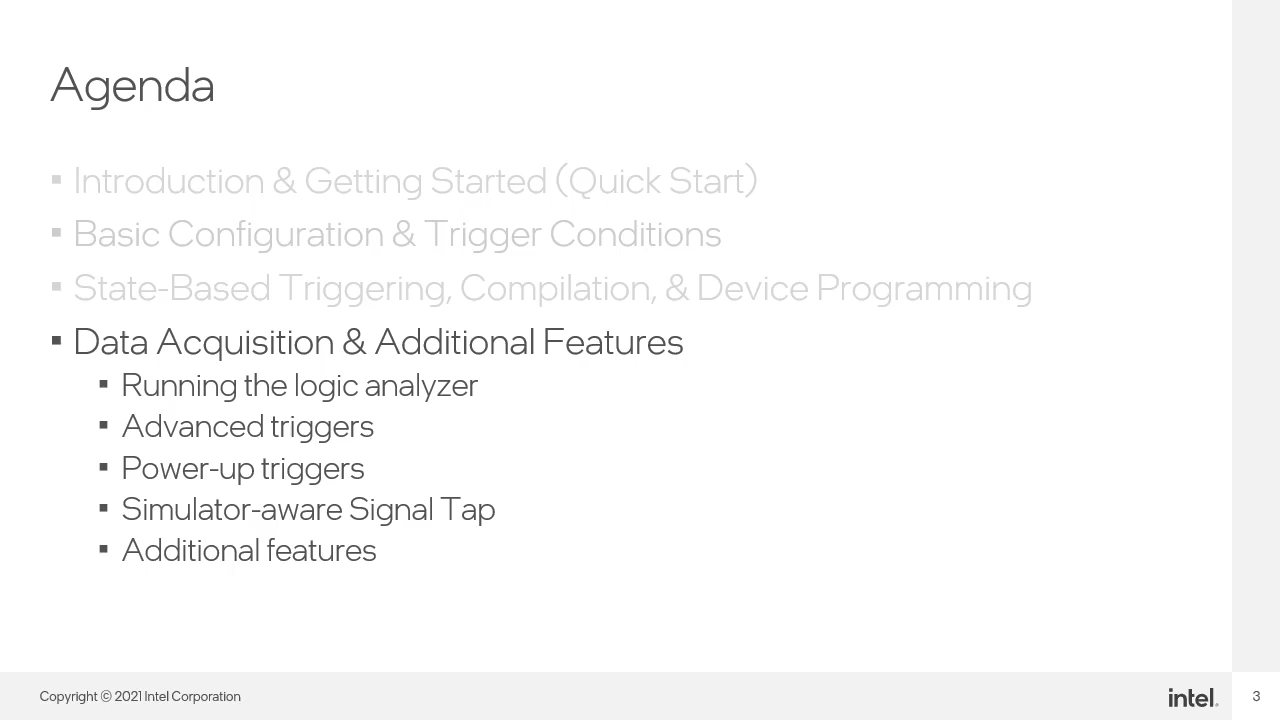 Agenda
▪ Introduction & Getting Started (Quick Start)
▪ Basic Configuration & Trigger Conditions
▪ State-Based Triggering, Compilation, & Device Programming
▪ Data Acquisition & Additional Features
▪ Running the logic analyzer
▪ Advanced triggers
▪ Power-up triggers
▪ Simulator-aware Signal Tap
▪ Additional features
Copyright © 2021 Intel Corporation
intel.
3